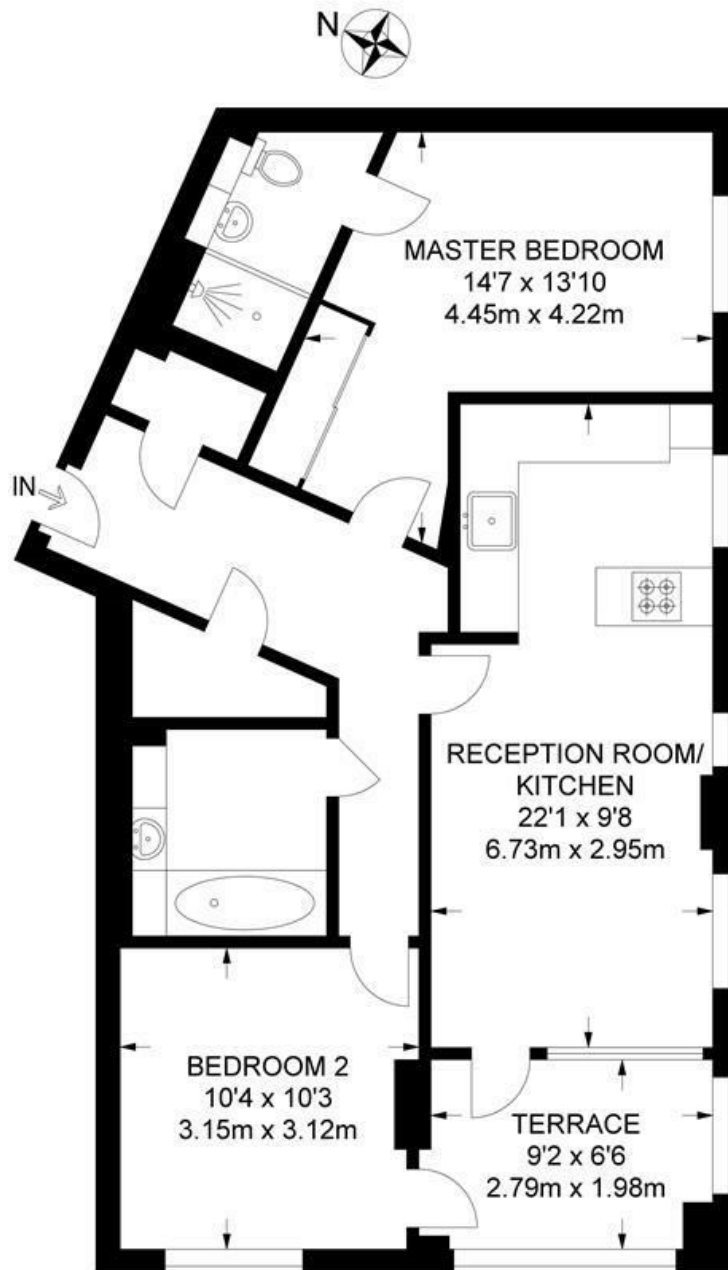 N
MASTER BEDROOM
14'7 x 13'10
4.45m x 4.22m
IN
RECEPTION ROOM/
KITCHEN
22'1 x 9'8
6.73m x 2.95m
BEDROOM 2
10'4 x 10'3
3.15m x 3.12m
TERRACE
9'2 x 6'6
2.79m x 1.98m